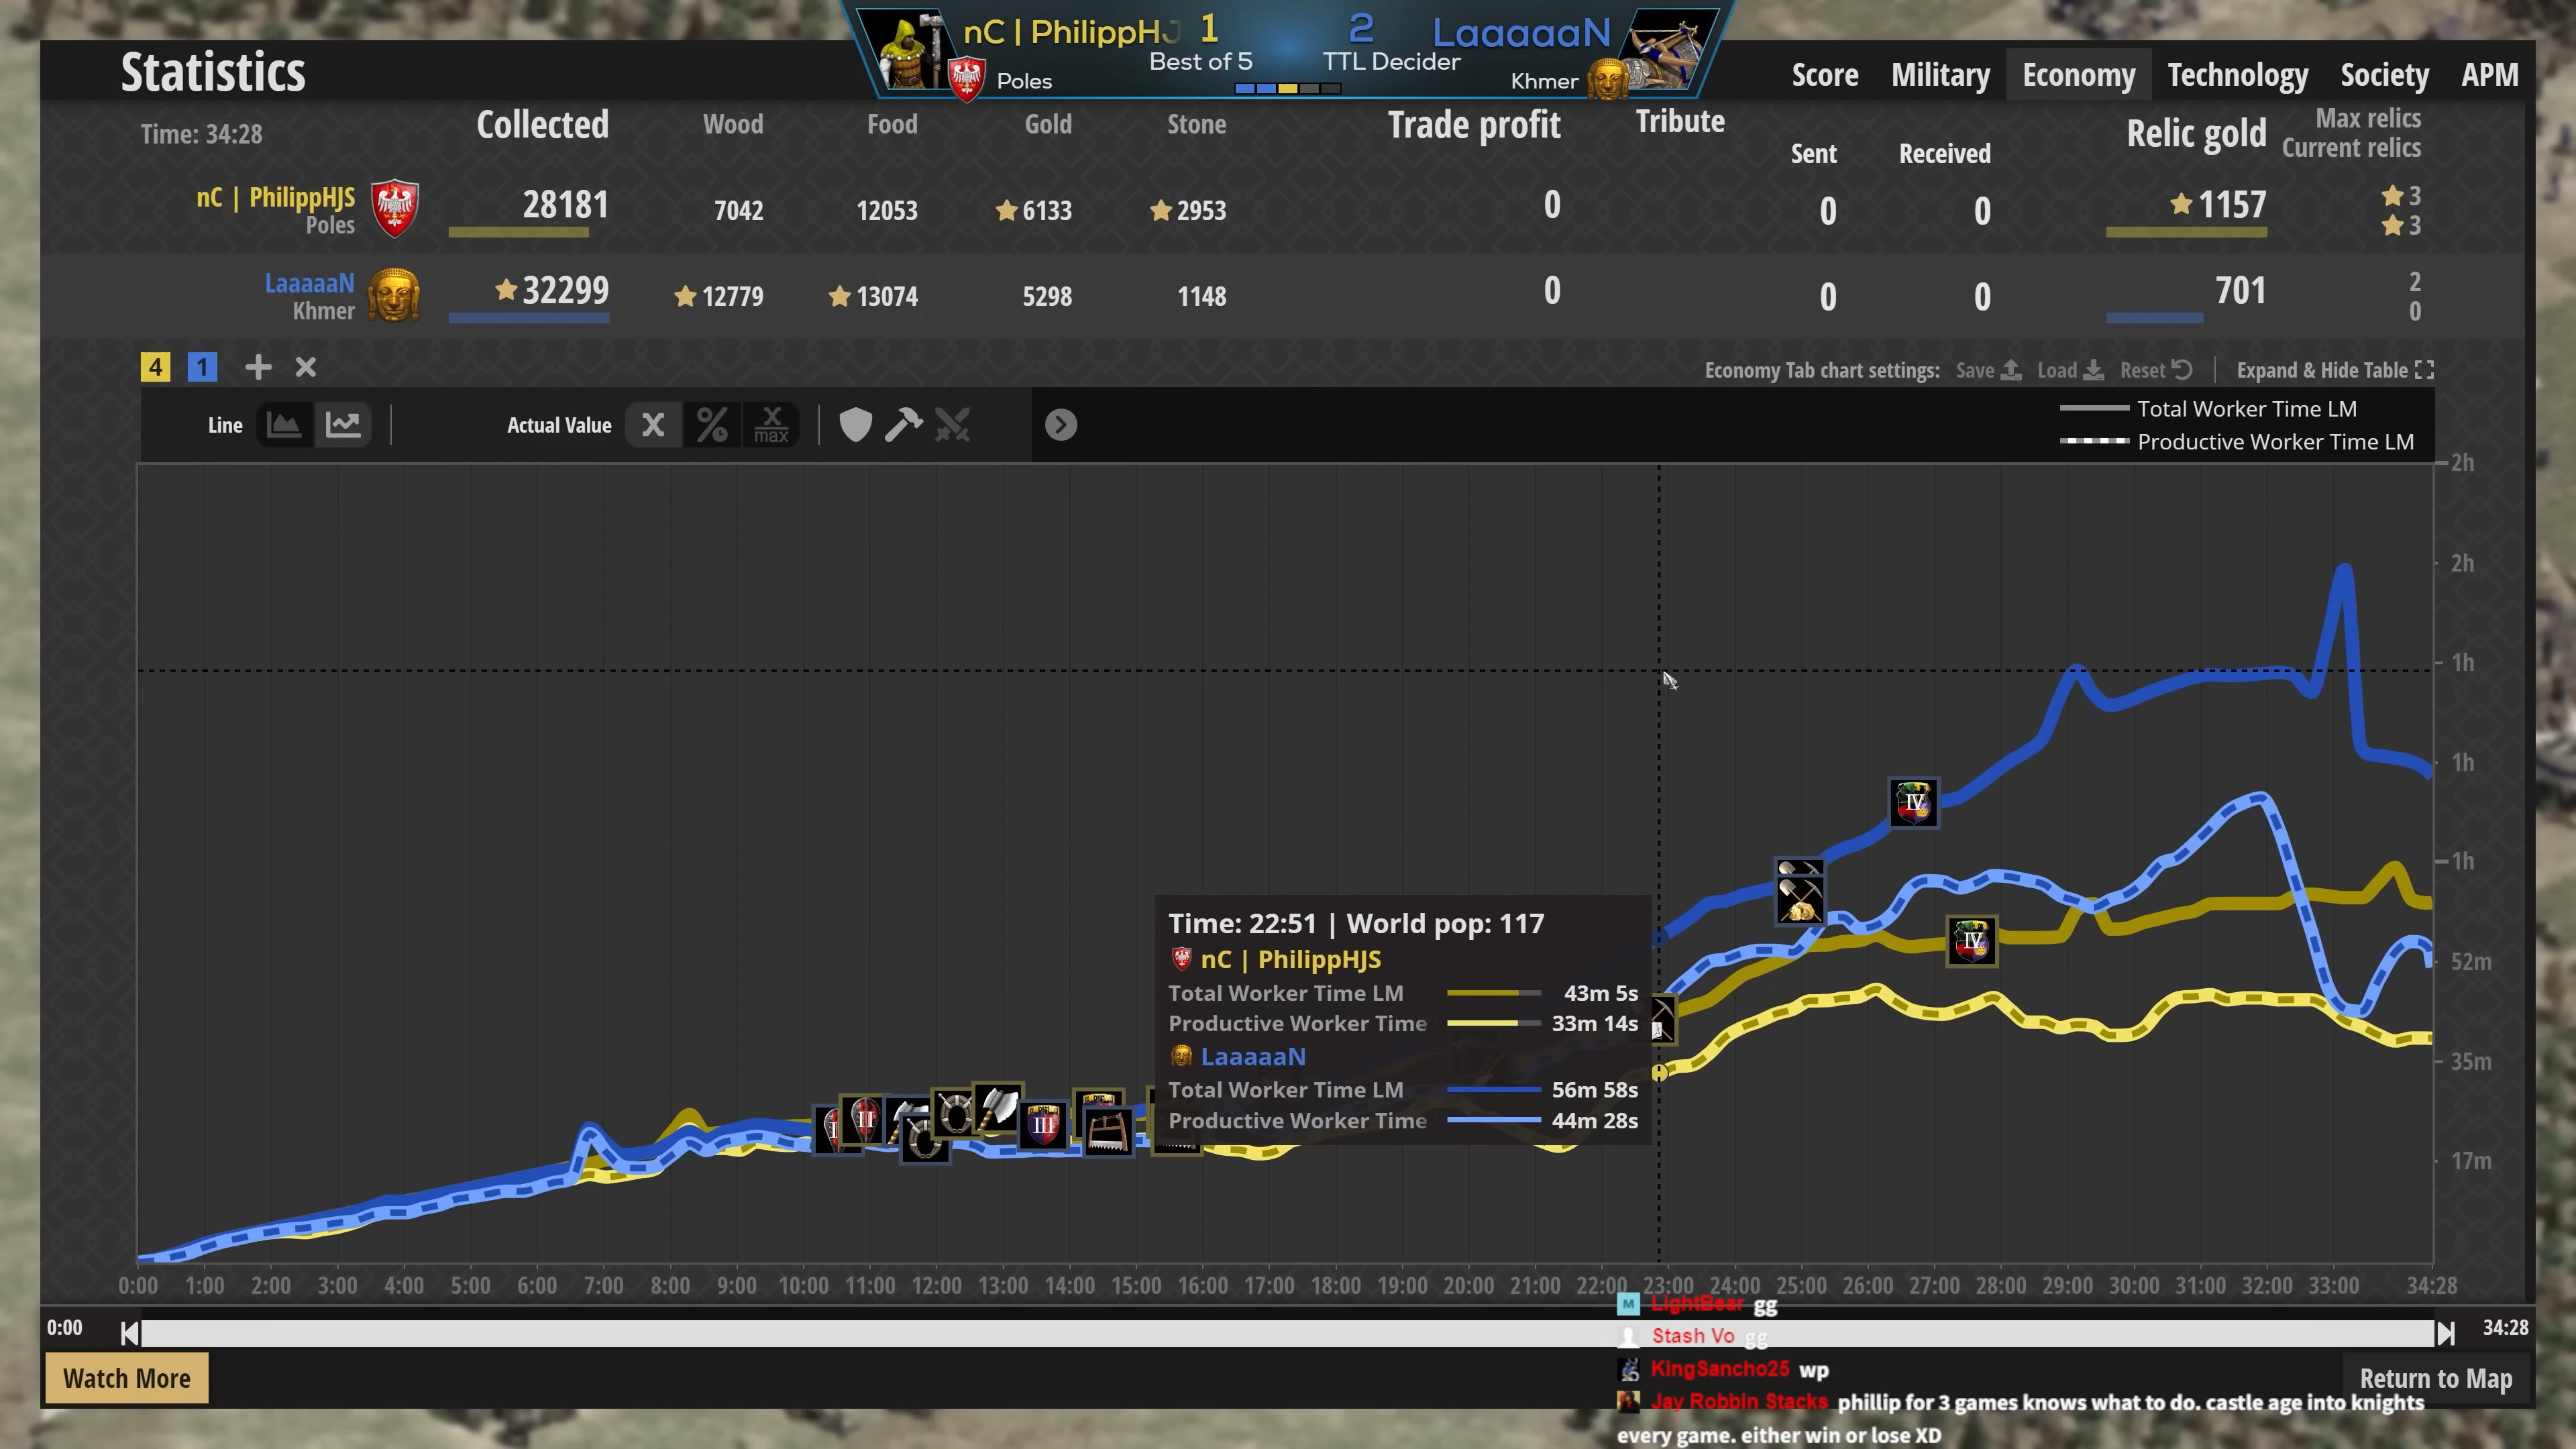 nC | PhilippHJ 1 2 LaaaaaN
Best of 5 TTL Decider
Poles Khmer
Statistics Score Military Economy Technology Society APM
Time: 34:28 Collected Wood Food Gold Stone Trade profit Tribute Sent Received Relic gold Max relics
Current relics
nC | PhilippHJS 28181 7042 12053 6133 2953 0 0 0 1157 3
Poles 3
LaaaaaN 32299 12779 13074 5298 1148 0 0 0 701 2
Khmer 0
4 1 Economy Tab chart settings: Save Load Reset | Expand & Hide Table
Line Actual Value X % X max
Total Worker Time LM
Productive Worker Time LM
2h
2h
1h
1h
1h
52m
35m
17m
IV
IV
II
III
Time: 22:51 | World pop: 117
nC | PhilippHJS
Total Worker Time LM 43m 5s
Productive Worker Time 33m 14s
LaaaaaN
Total Worker Time LM 56m 58s
Productive Worker Time 44m 28s
0:00 1:00 2:00 3:00 4:00 5:00 6:00 7:00 8:00 9:00 10:00 11:00 12:00 13:00 14:00 15:00 16:00 17:00 18:00 19:00 20:00 21:00 22:00 23:00 24:00 25:00 26:00 27:00 28:00 29:00 30:00 31:00 32:00 33:00 34:28
0:00 34:28
Watch More Return to Map
M LightBear gg
Stash Vo gg
KingSancho25 wp
Jay Robbin Stacks phillip for 3 games knows what to do. castle age into knights
every game. either win or lose XD